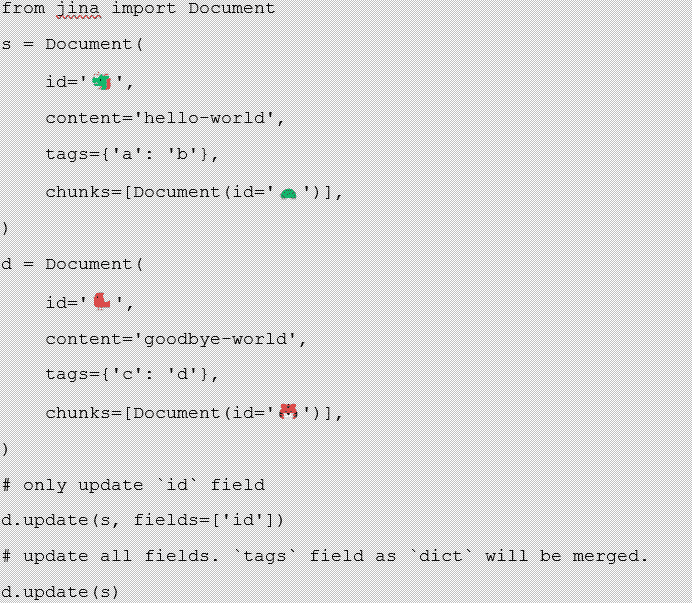 from jina import Document
s = Document(
    id='🐲',
    content='hello-world',
    tags={'a': 'b'},
    chunks=[Document(id='🐢')],
)
d = Document(
    id='🐦',
    content='goodbye-world',
    tags={'c': 'd'},
    chunks=[Document(id='🐯')],
)
# only update `id` field
d.update(s, fields=['id'])
# update all fields. `tags` field as `dict` will be merged.
d.update(s)